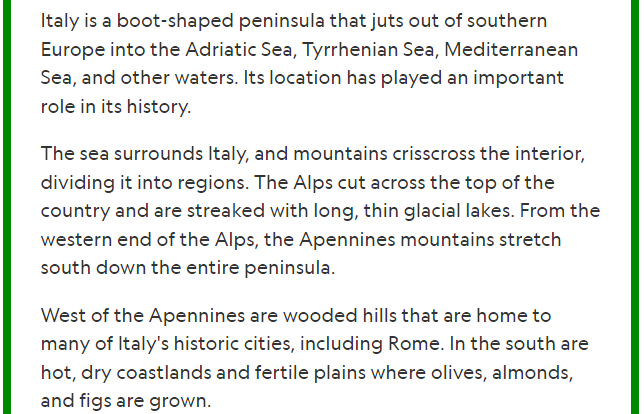 Italy is a boot-shaped peninsula that juts out of southern
Europe into the Adriatic Sea, Tyrrhenian Sea, Mediterranean
Sea, and other waters. Its location has played an important
role in its history.
The sea surrounds Italy, and mountains crisscross the interior,
dividing it into regions. The Alps cut across the top of the
country and are streaked with long, thin glacial lakes. From the
western end of the Alps, the Apennines mountains stretch
south down the entire peninsula.
West of the Apennines are wooded hills that are home to
many of Italy's historic cities, including Rome. In the south are
hot, dry coastlands and fertile plains where olives, almonds,
and figs are grown.